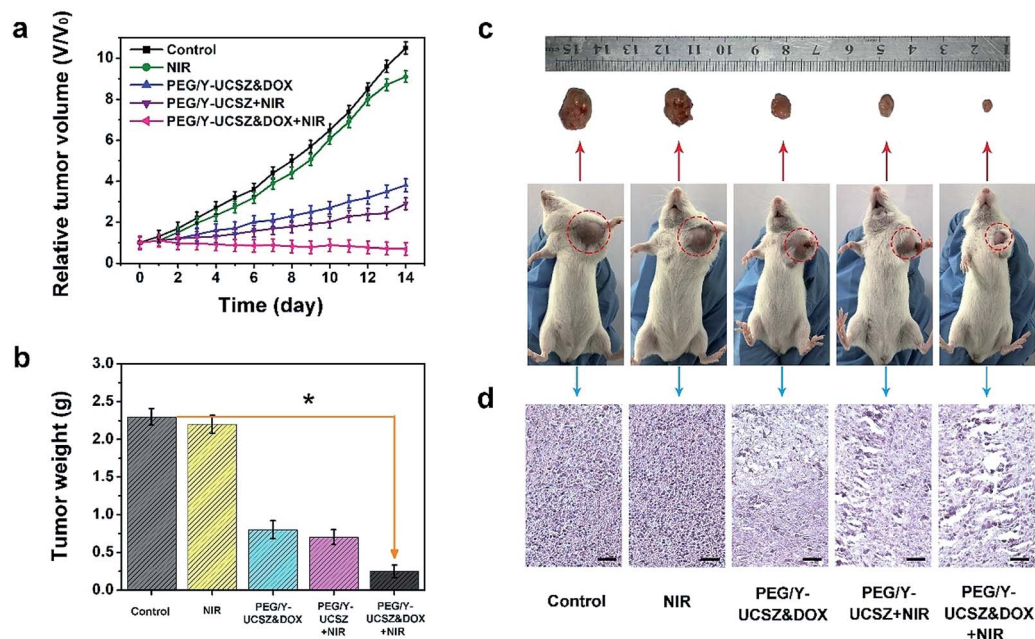 a
Relative tumor volume (V/V₀)
10
8
6
4
2
0
Control
NIR
PEG/Y-UCSZ&DOX
PEG/Y-UCSZ+NIR
PEG/Y-UCSZ&DOX+NIR
0 2 4 6 8 10 12 14
Time (day)
b
Tumor weight (g)
3.0
2.5
2.0
1.5
1.0
0.5
0.0
*
Control
NIR
PEG/Y-
UCSZ&DOX
PEG/Y-
UCSZ
+NIR
PEG/Y-
UCSZ&DOX
+NIR
c
cm 15 14 13 12 11 10 9 8 7 6 5 4 3 2 1
d
Control
NIR
PEG/Y-
UCSZ&DOX
PEG/Y-
UCSZ+NIR
PEG/Y-
UCSZ&DOX
+NIR